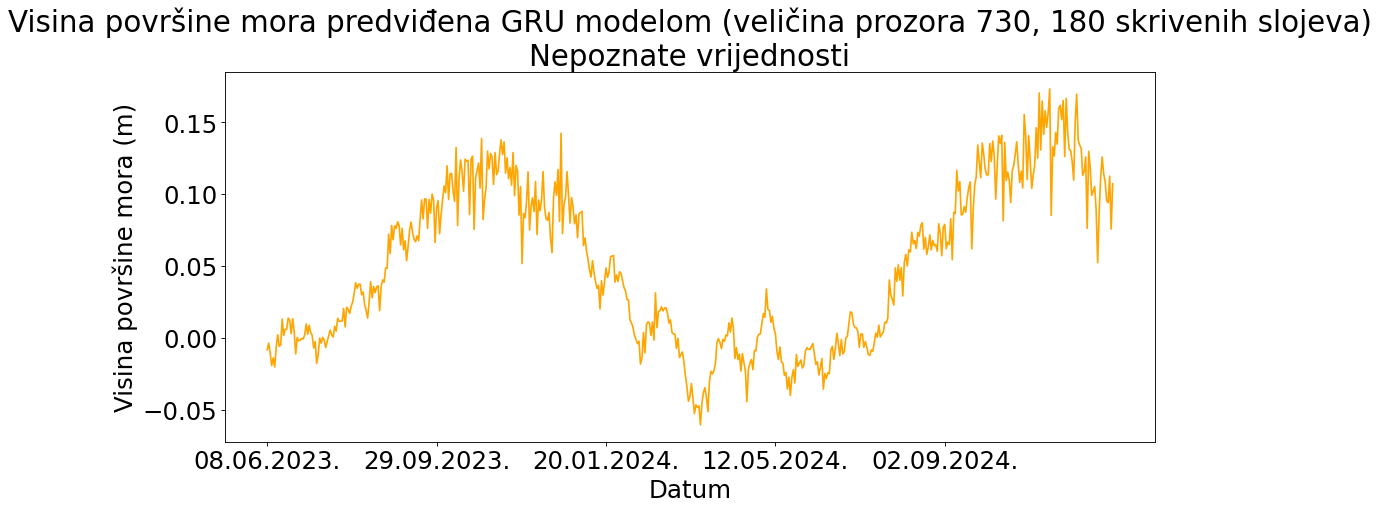 Visina površine mora predviđena GRU modelom (veličina prozora 730, 180 skrivenih slojeva)
Nepoznate vrijednosti
Visina površine mora (m)
0.15
0.10
0.05
0.00
−0.05
08.06.2023. 29.09.2023. 20.01.2024. 12.05.2024. 02.09.2024.
Datum